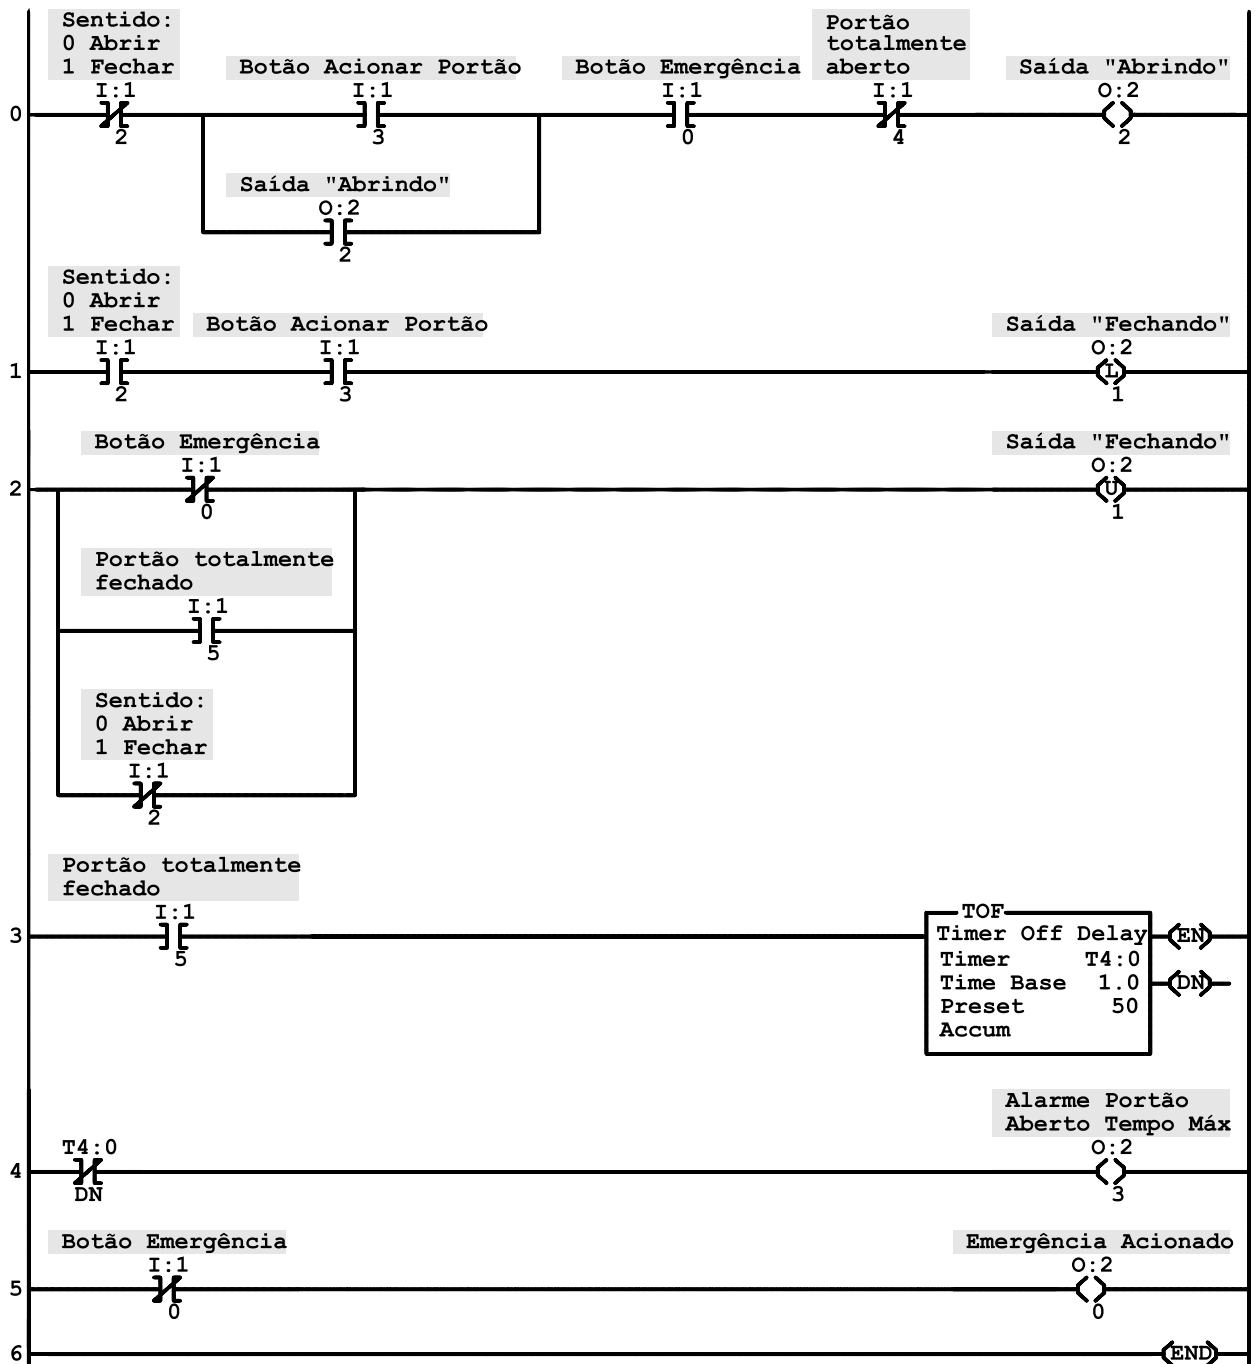 Sentido:
0 Abrir
1 Fechar
Botão Acionar Portão
Botão Emergência
Portão
totalmente
aberto
Saída "Abrindo"
I:1
I:1
I:1
I:1
O:2
0
2
3
0
4
2
Saída "Abrindo"
O:2
2
Sentido:
0 Abrir
1 Fechar
Botão Acionar Portão
Saída "Fechando"
I:1
I:1
O:2
1
L
2
3
1
Botão Emergência
Saída "Fechando"
I:1
O:2
2
U
0
1
Portão totalmente
fechado
I:1
5
Sentido:
0 Abrir
1 Fechar
I:1
2
Portão totalmente
fechado
I:1
3
5
TOF
Timer Off Delay
Timer T4:0
Time Base 1.0
Preset 50
Accum
EN
DN
Alarme Portão
Aberto Tempo Máx
T4:0
O:2
4
DN
3
Botão Emergência
Emergência Acionado
I:1
O:2
5
0
0
6
END